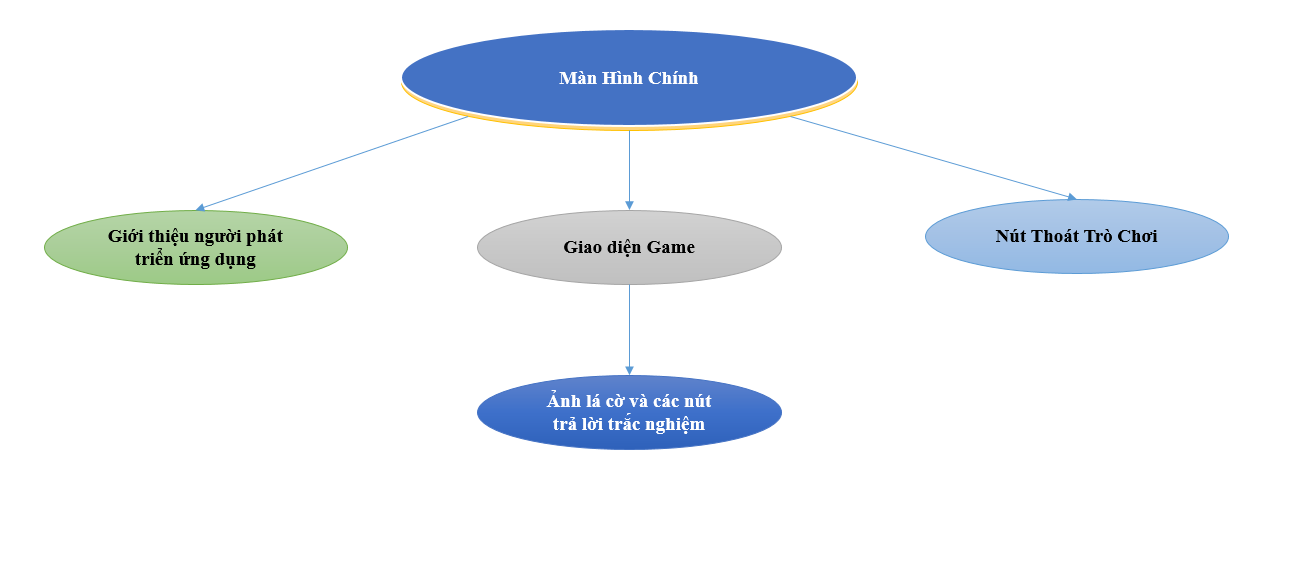 Màn Hình Chính
Giới thiệu người phát
triển ứng dụng
Giao diện Game
Nút Thoát Trò Chơi
Ảnh lá cờ và các nút
trả lời trắc nghiệm